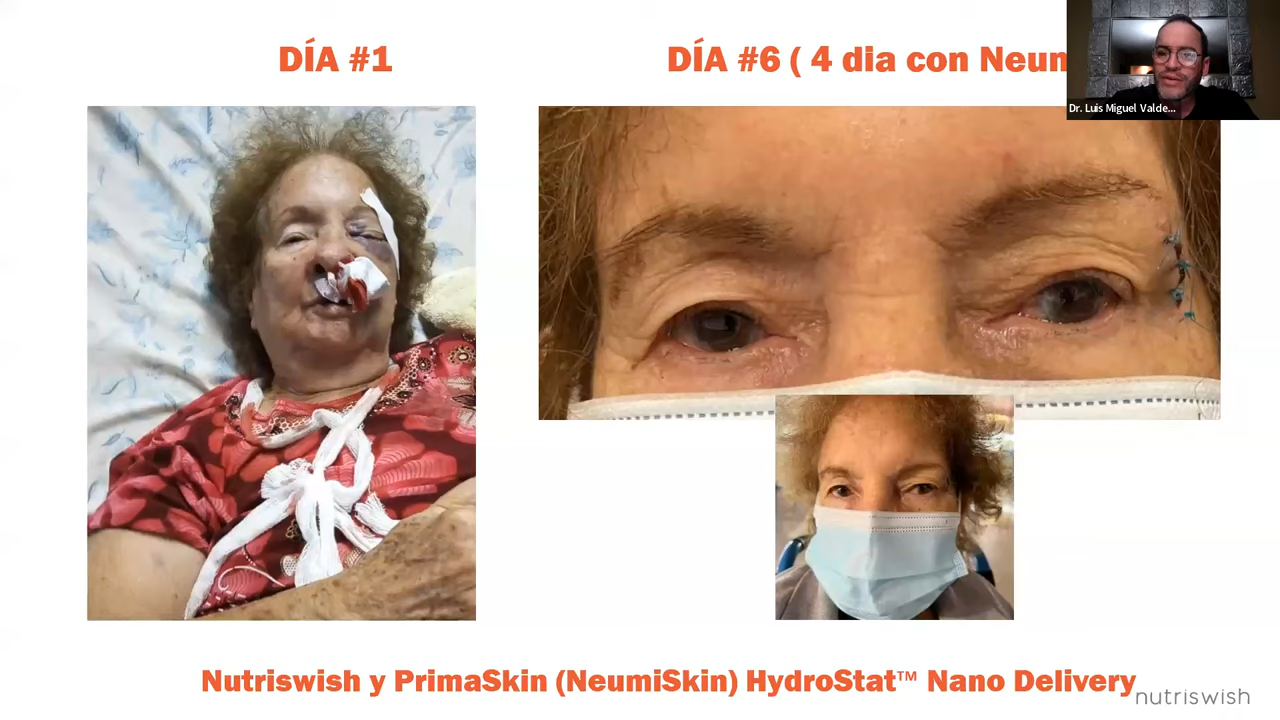 DÍA #1
DÍA #6 ( 4 dia con Neum
Dr. Luis Miguel Valde...
Nutriswish y PrimaSkin (NeumiSkin) HydroStat™ Nano Delivery
nutriswish